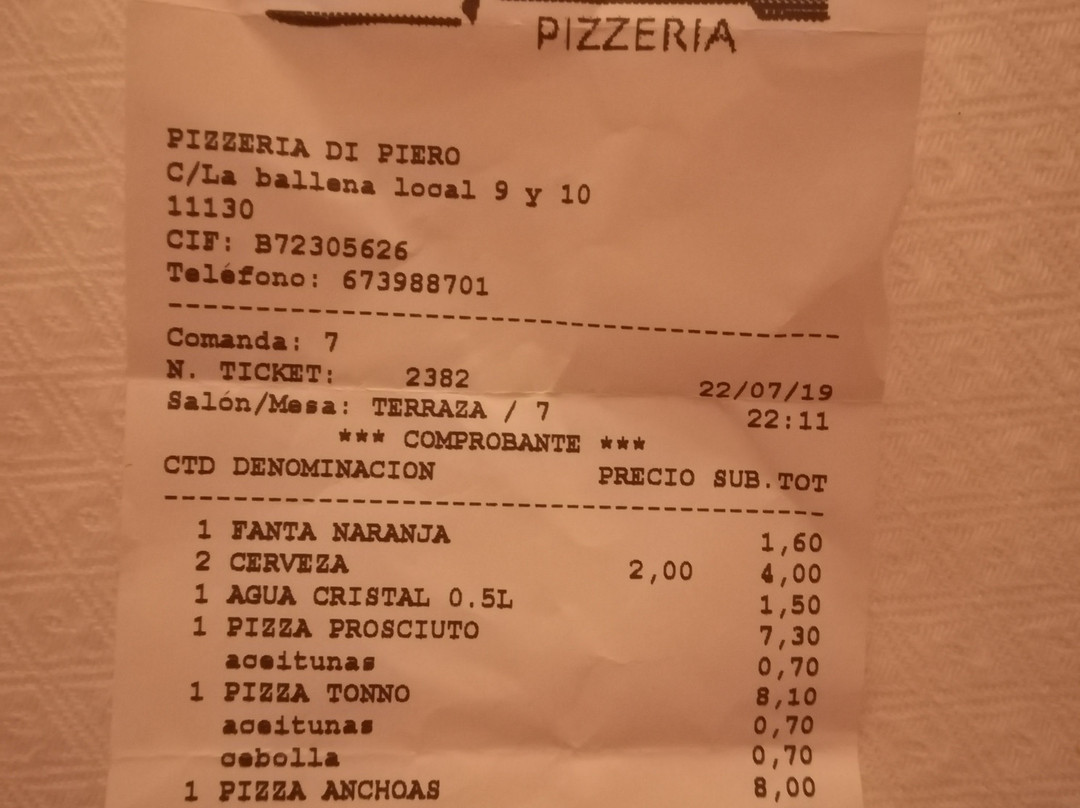 PIZZERIA
PIZZERIA DI PIERO
C/La ballena local 9 y 10
11130
CIF: B72305626
Teléfono: 673988701
Comanda: 7
N. TICKET: 2382 22/07/19
Salón/Mesa: TERRAZA / 7 22:11
*** COMPROBANTE ***
CTD DENOMINACION PRECIO SUB.TOT
1 FANTA NARANJA 1,60
2 CERVEZA 2,00 4,00
1 AGUA CRISTAL 0.5L 1,50
1 PIZZA PROSCIUTO 7,30
aceitunas 0,70
1 PIZZA TONNO 8,10
aceitunas 0,70
cebolla 0,70
1 PIZZA ANCHOAS 8,00